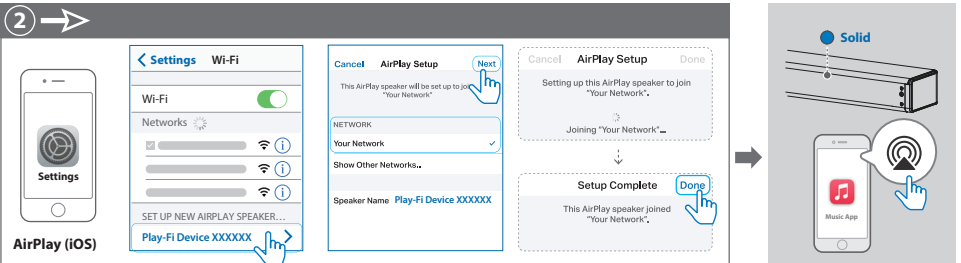 2
Settings
AirPlay (iOS)
Settings Wi-Fi
Wi-Fi
Networks
SET UP NEW AIRPLAY SPEAKER...
Play-Fi Device XXXXXX
Cancel AirPlay Setup Next
This AirPlay speaker will be set up to
"Your Network"
NETWORK
Your Network
Show Other Networks..
Speaker Name Play-Fi Device XXXXXX
Cancel AirPlay Setup Done
Setting up this AirPlay speaker to join
"Your Network".
Joining "Your Network"...
Setup Complete Done
This AirPlay speaker joined
"Your Network".
Solid
Music App